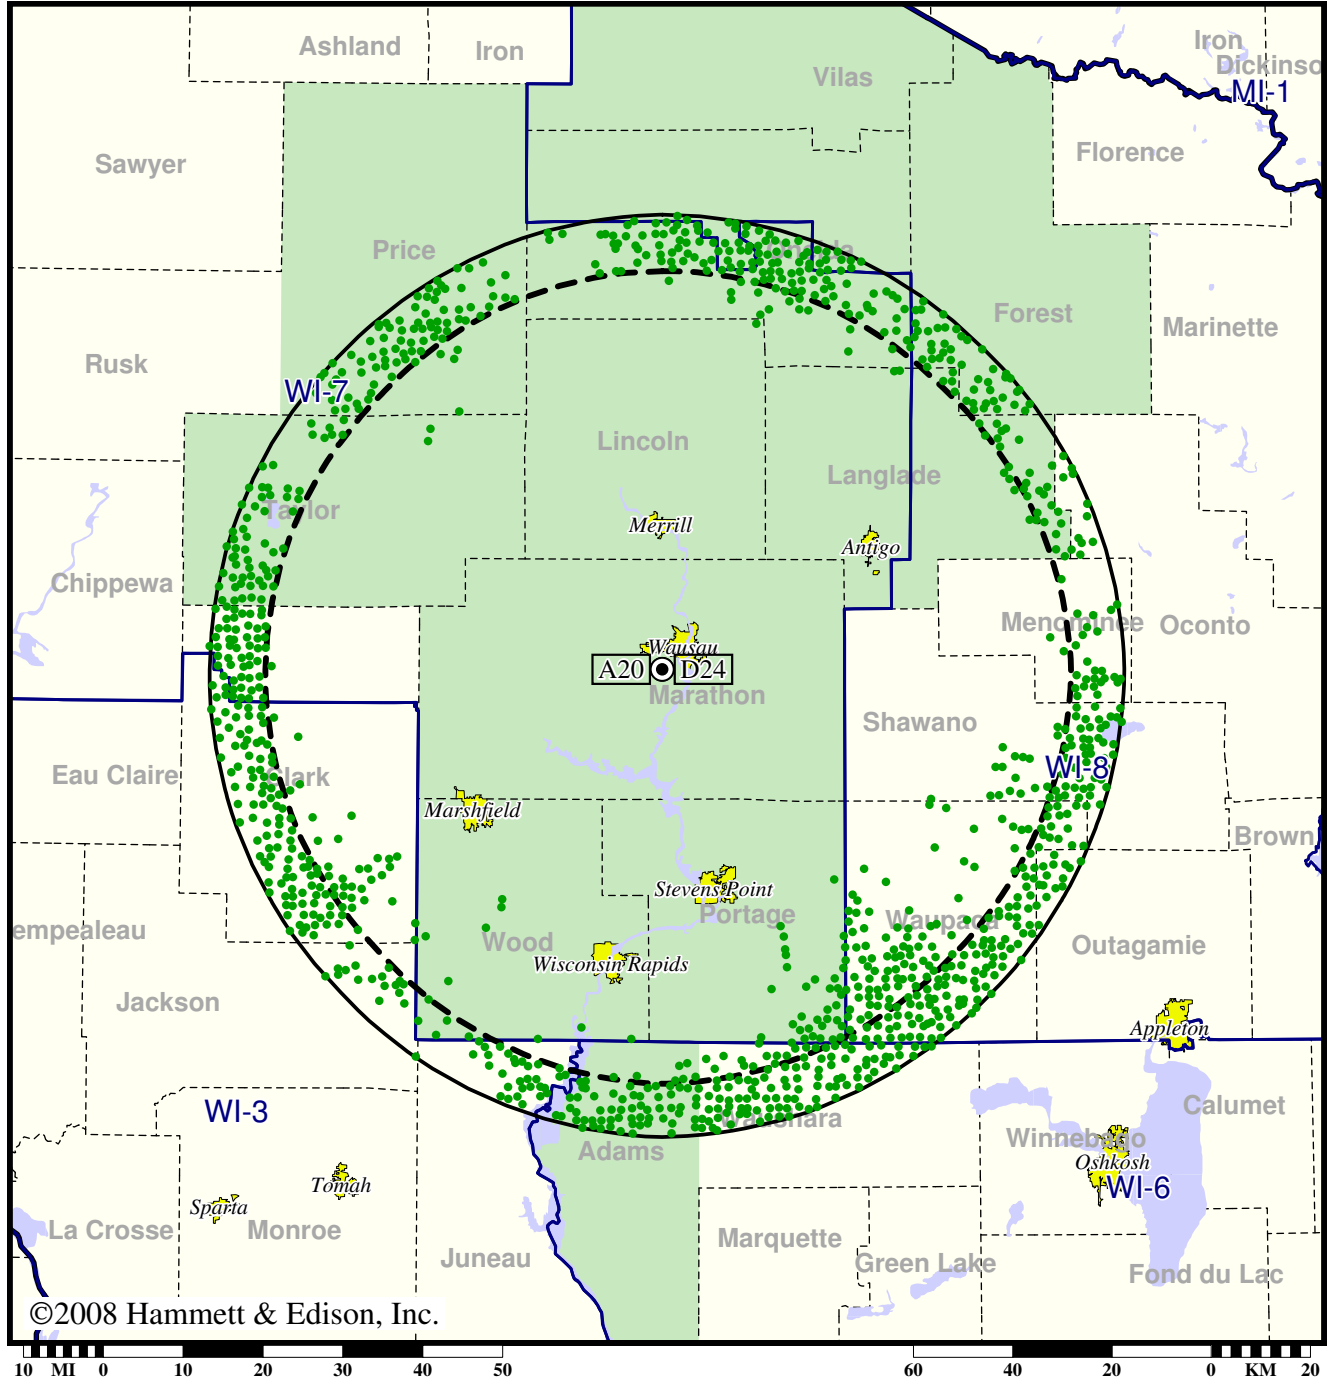 Ashland
Iron
Vilas
Iron
Dickinso
MI-1
Sawyer
Florence
Price
Oneida
Forest
Marinette
Rusk
WI-7
Lincoln
Langlade
Taylor
Merrill
Antigo
Chippewa
Menominee
Oconto
Wausau
A20
D24
Marathon
Shawano
Eau Claire
Clark
WI-8
Marshfield
Brown
Stevens Point
Portage
Waupaca
empealeau
Wood
Outagamie
Wisconsin Rapids
Jackson
Appleton
WI-3
Waushara
Calumet
Adams
Winnebago
Oshkosh
Tomah
WI-6
Sparta
La Crosse
Monroe
Marquette
Juneau
Green Lake
Fond du Lac
©2008 Hammett & Edison, Inc.
10 MI 0 10 20 30 40 50
60 40 20 0 KM 20